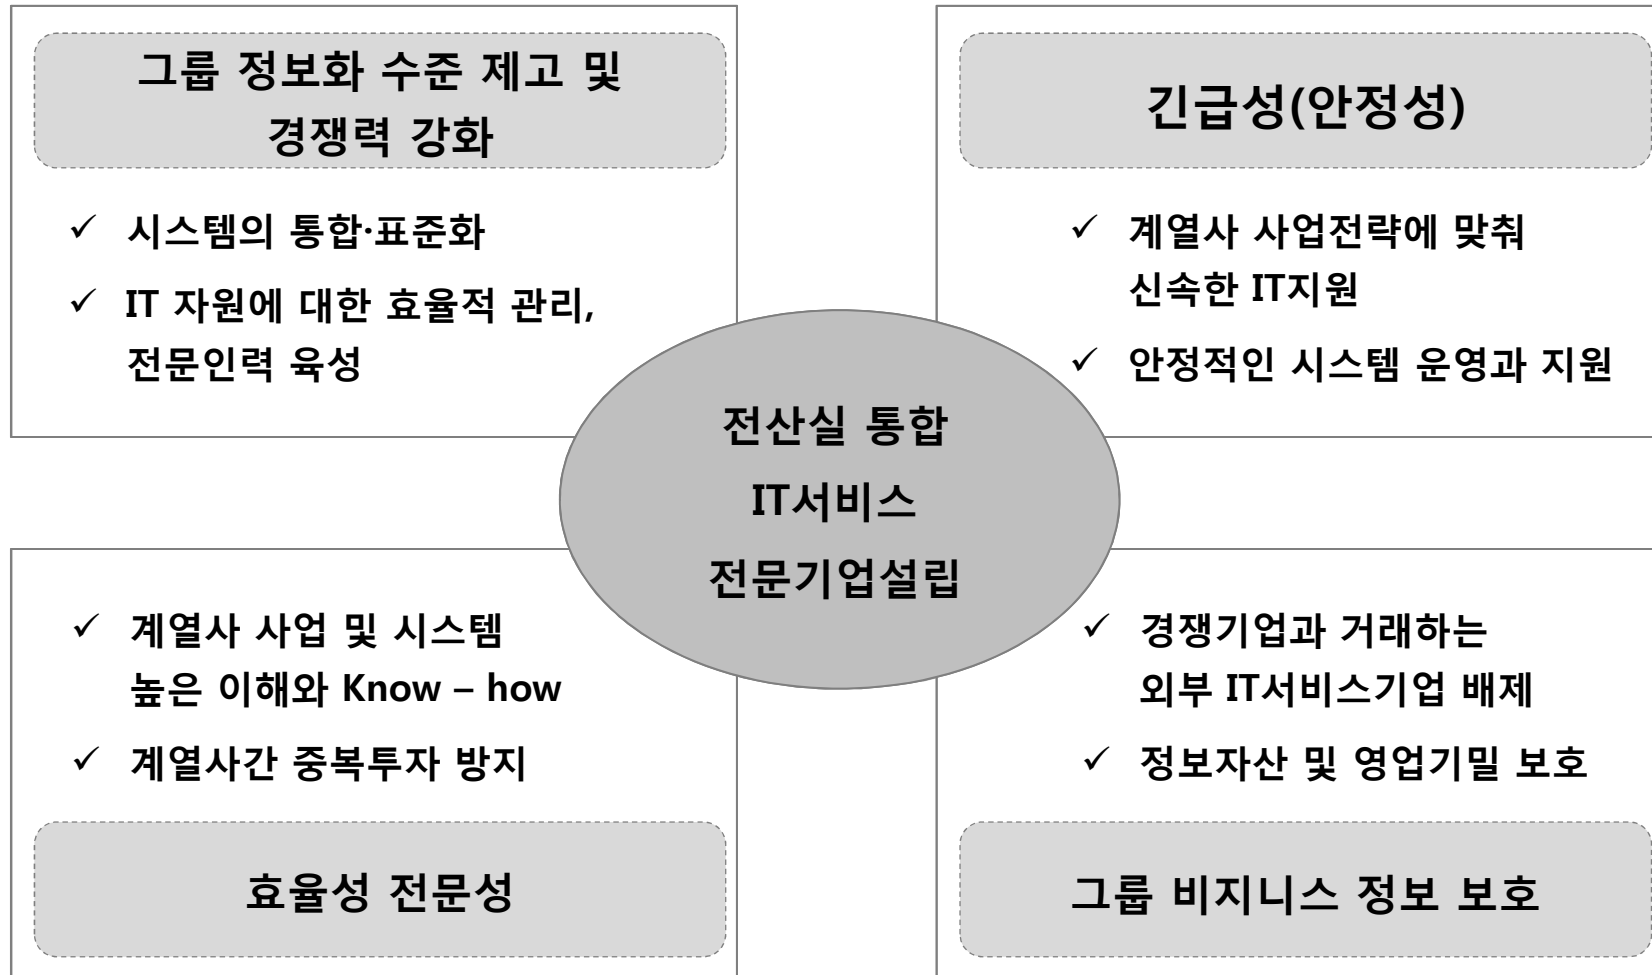 그룹 정보화 수준 제고 및
경쟁력 강화
✓ 시스템의 통합·표준화
✓ IT 자원에 대한 효율적 관리,
전문인력 육성
긴급성(안정성)
✓ 계열사 사업전략에 맞춰
신속한 IT지원
✓ 안정적인 시스템 운영과 지원
전산실 통합
IT서비스
전문기업설립
✓ 계열사 사업 및 시스템
높은 이해와 Know – how
✓ 계열사간 중복투자 방지
효율성 전문성
✓ 경쟁기업과 거래하는
외부 IT서비스기업 배제
✓ 정보자산 및 영업기밀 보호
그룹 비지니스 정보 보호